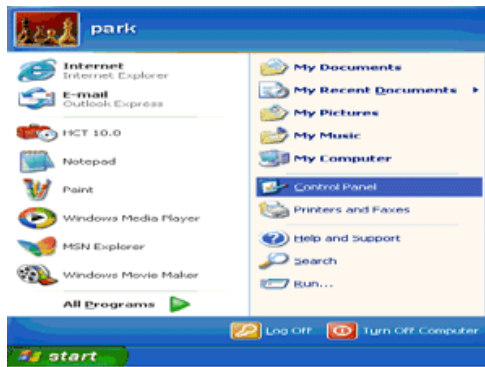 park
Internet
Internet Explorer
E-mail
Outlook Express
HCT 10.0
Notepad
Paint
Windows Media Player
MSN Explorer
Windows Movie Maker
All Programs
My Documents
My Recent Documents
My Pictures
My Music
My Computer
Control Panel
Printers and Faxes
Help and Support
Search
Run...
Log Off
Turn Off Computer
start